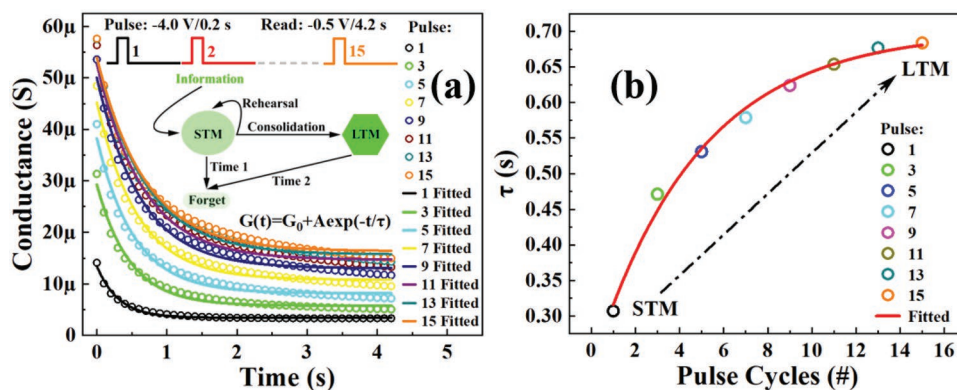 Pulse: -4.0 V/0.2 s
Read: -0.5 V/4.2 s
1
2
15
(a)
Information
STM
Rehearsal
Consolidation
LTM
Time 1
Time 2
Forget
G(t)=G0+Aexp(-t/τ)
Pulse:
1
3
5
7
9
11
13
15
1 Fitted
3 Fitted
5 Fitted
7 Fitted
9 Fitted
11 Fitted
13 Fitted
15 Fitted
Conductance (S)
60μ
50μ
40μ
30μ
20μ
10μ
0
0
1
2
3
4
5
Time (s)
(b)
LTM
STM
Pulse:
1
3
5
7
9
11
13
15
Fitted
τ (s)
0.70
0.65
0.60
0.55
0.50
0.45
0.40
0.35
0.30
0
2
4
6
8
10
12
14
16
Pulse Cycles (#)